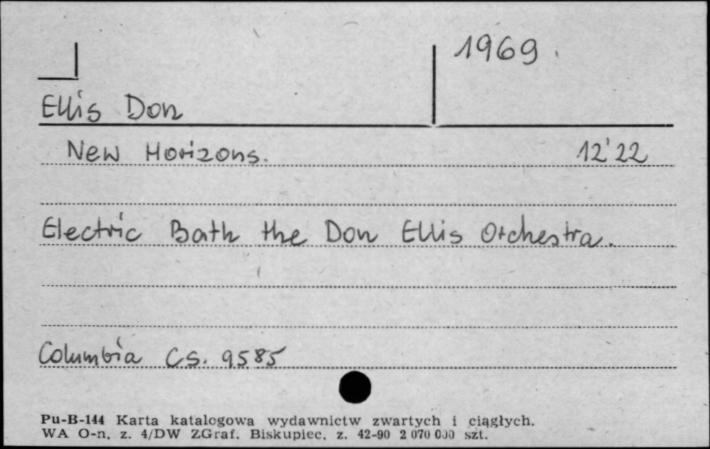 1969.
Ellis Don
New Horizons. 12'22
Electric Bath the Don Ellis Orchestra.
Columbia CS. 9585
Pu-B-144 Karta katalogowa wydawnictw zwartych i ciągłych.
WA O-n, z. 4/DW ZGraf. Biskupiec, z. 42-90 2 070 000 szt.